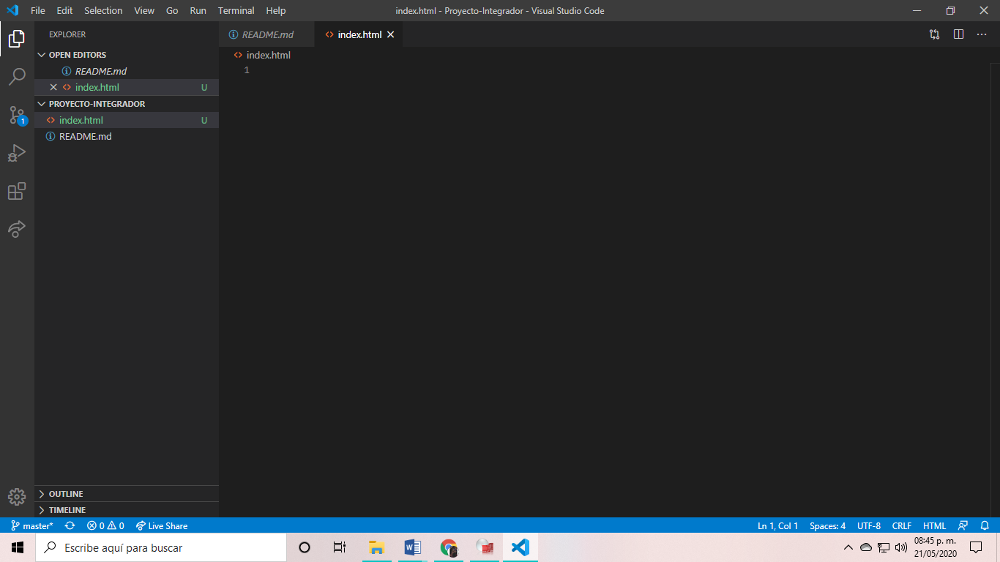 File Edit Selection View Go Run Terminal Help
index.html - Proyecto-Integrador - Visual Studio Code
EXPLORER
OPEN EDITORS
README.md
index.html U
PROYECTO-INTEGRADOR
index.html U
README.md
1
OUTLINE
TIMELINE
README.md
index.html
index.html
1
master* 0 0 Live Share
Ln 1, Col 1 Spaces: 4 UTF-8 CRLF HTML
Escribe aquí para buscar
08:45 p. m.
21/05/2020